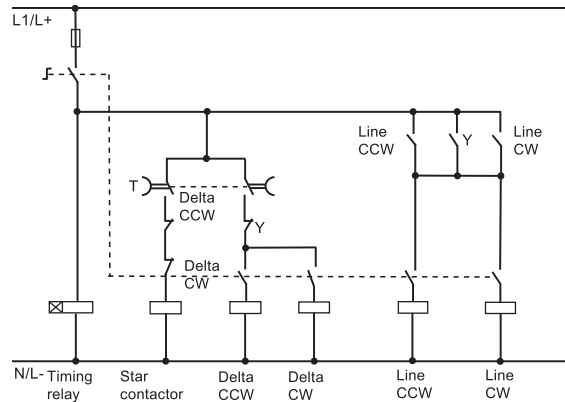 L1/L+
Line
CCW
Y
Line
CW
T
Delta
CCW
Y
Delta
CW
N/L-
Timing
relay
Star
contactor
Delta
CCW
Delta
CW
Line
CCW
Line
CW